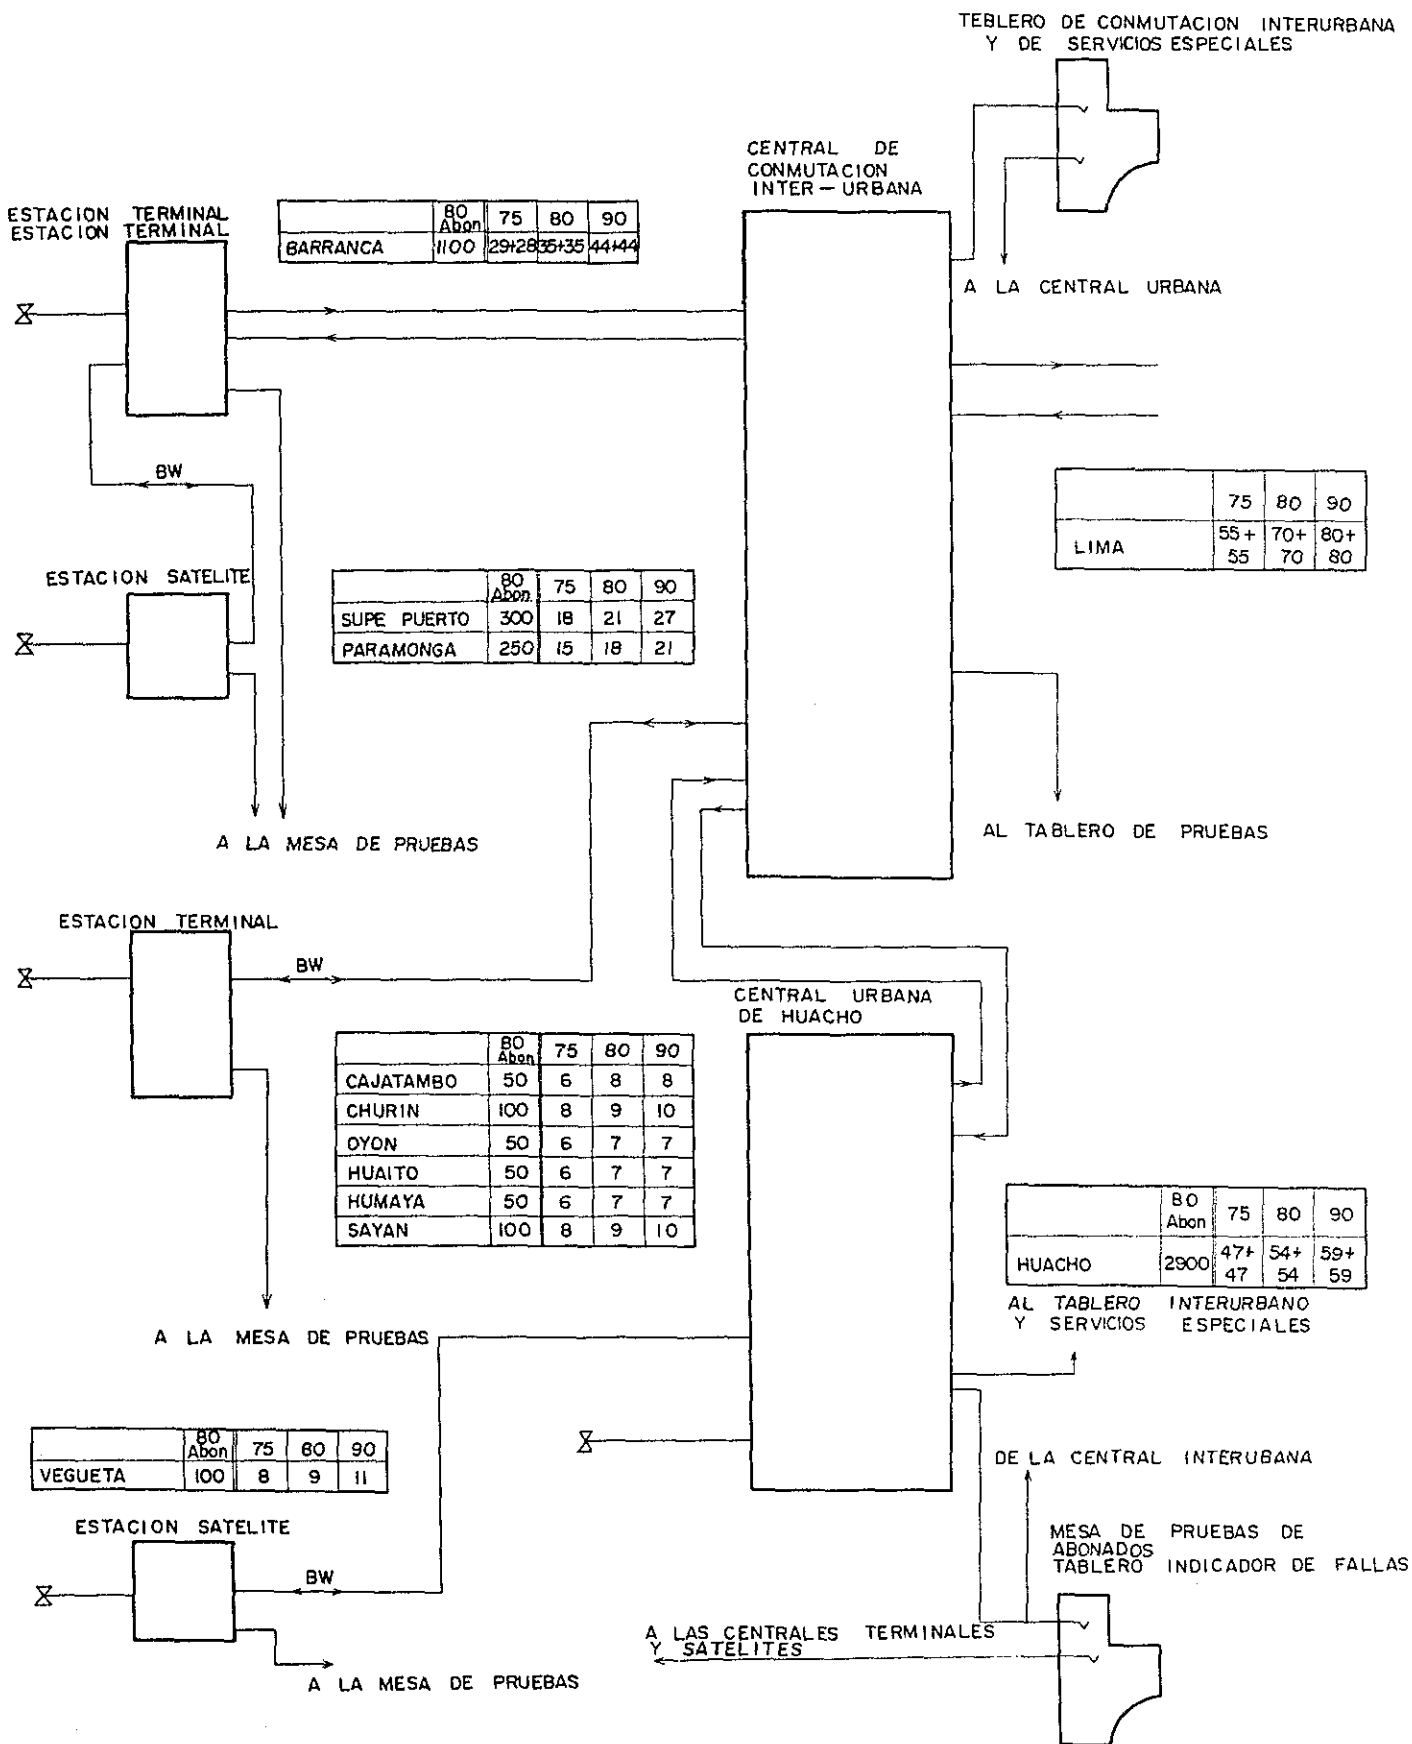 TEBLERO DE CONMUTACION INTERURBANA
Y DE SERVICIOS ESPECIALES
CENTRAL DE
CONMUTACION
INTER-URBANA
ESTACION TERMINAL
ESTACION TERMINAL
80 Abon 75 80 90
BARRANCA 1100 29+28 35+35 44+44
A LA CENTRAL URBANA
BW
75 80 90
LIMA 55+55 70+70 80+80
ESTACION SATELITE
80 Abon 75 80 90
SUPE PUERTO 300 18 21 27
PARAMONGA 250 15 18 21
A LA MESA DE PRUEBAS
AL TABLERO DE PRUEBAS
ESTACION TERMINAL
BW
CENTRAL URBANA
DE HUACHO
80 Abon 75 80 90
CAJATAMBO 50 6 8 8
CHURIN 100 8 9 10
OYON 50 6 7 7
HUAITO 50 6 7 7
HUMAYA 50 6 7 7
SAYAN 100 8 9 10
80 Abon 75 80 90
HUACHO 2900 47+47 54+54 59+59
AL TABLERO INTERURBANO
Y SERVICIOS ESPECIALES
A LA MESA DE PRUEBAS
80 Abon 75 80 90
VEGUETA 100 8 9 11
DE LA CENTRAL INTERUBANA
ESTACION SATELITE
BW
MESA DE PRUEBAS DE
ABONADOS
TABLERO INDICADOR DE FALLAS
A LAS CENTRALES TERMINALES
Y SATELITES
A LA MESA DE PRUEBAS